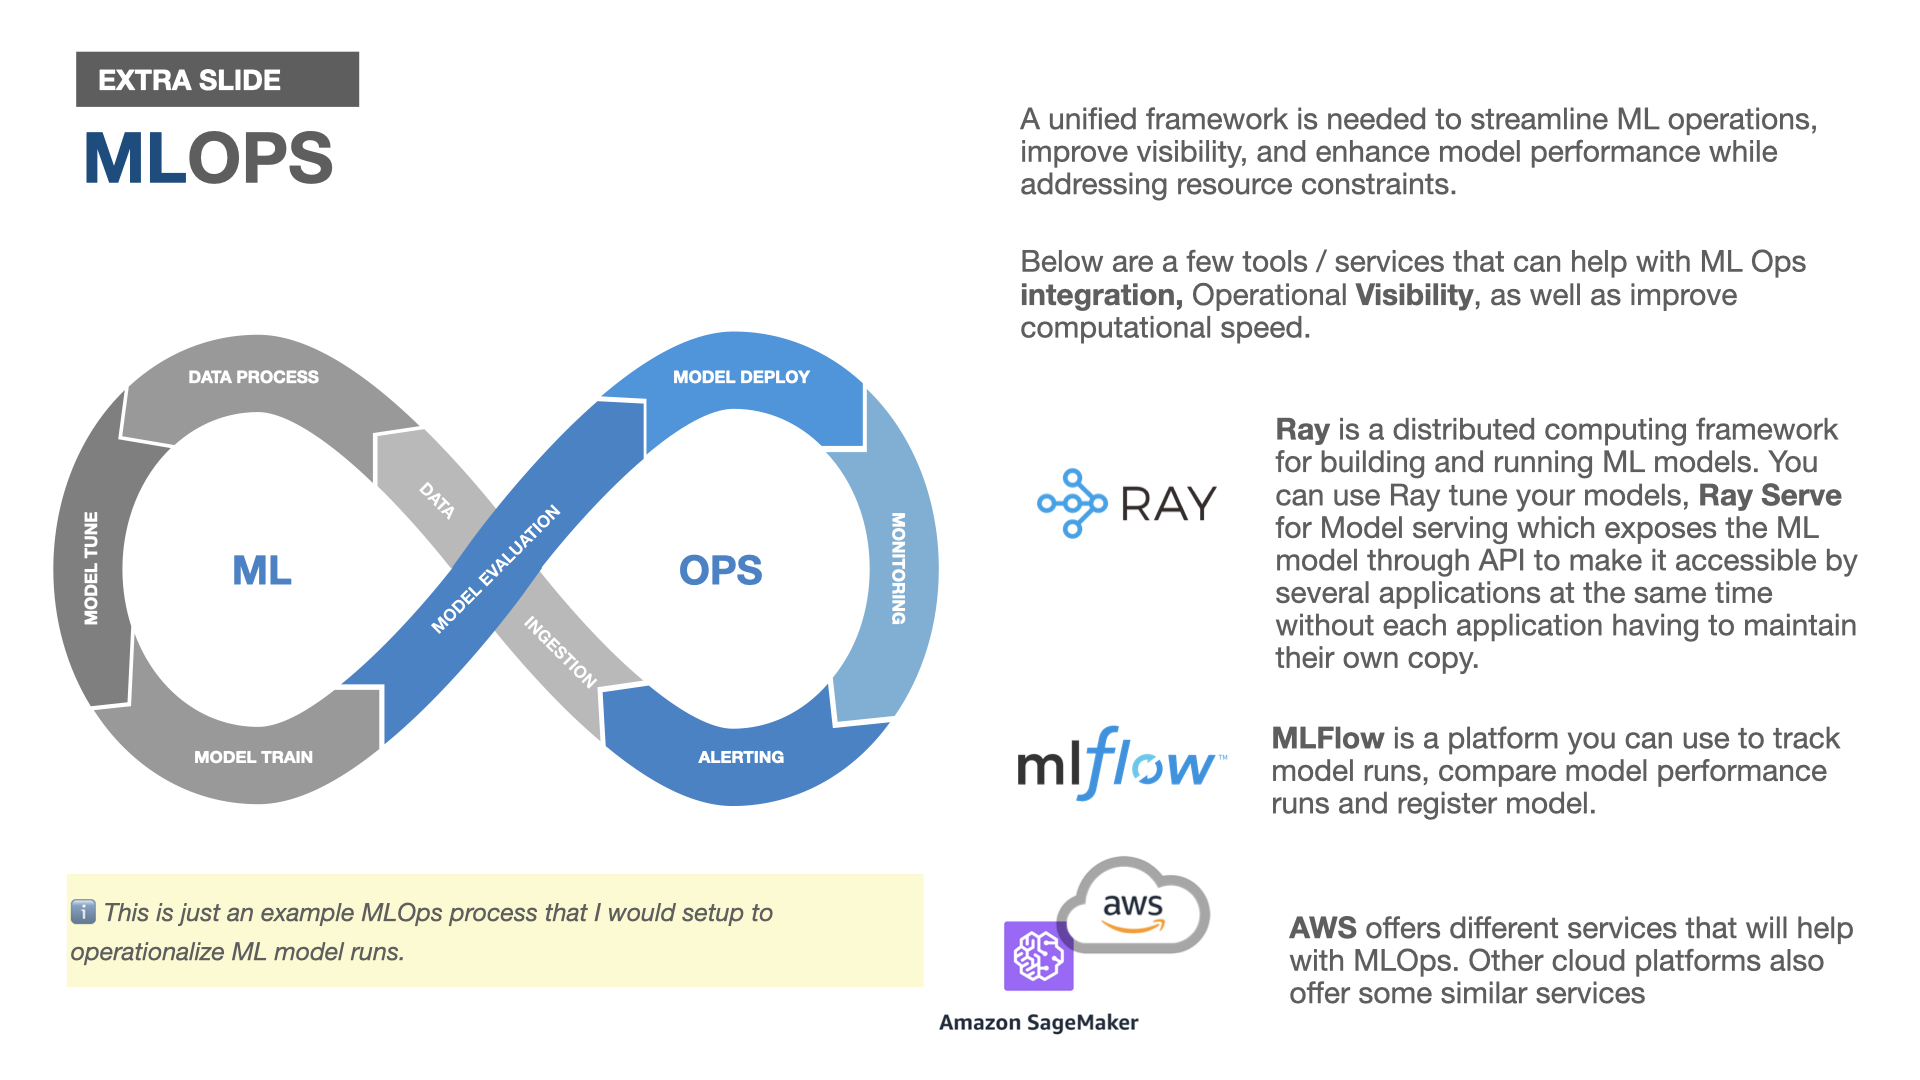 EXTRA SLIDE
MLOPS
DATA PROCESS
MODEL TUNE
MODEL TRAIN
ML
DATA
INGESTION
MODEL EVALUATION
MODEL DEPLOY
MONITORING
ALERTING
OPS
ℹ️ This is just an example MLOps process that I would setup to
operationalize ML model runs.
A unified framework is needed to streamline ML operations,
improve visibility, and enhance model performance while
addressing resource constraints.
Below are a few tools / services that can help with ML Ops
integration, Operational Visibility, as well as improve
computational speed.
RAY
Ray is a distributed computing framework
for building and running ML models. You
can use Ray tune your models, Ray Serve
for Model serving which exposes the ML
model through API to make it accessible by
several applications at the same time
without each application having to maintain
their own copy.
mlflow™
MLFlow is a platform you can use to track
model runs, compare model performance
runs and register model.
aws
Amazon SageMaker
AWS offers different services that will help
with MLOps. Other cloud platforms also
offer some similar services